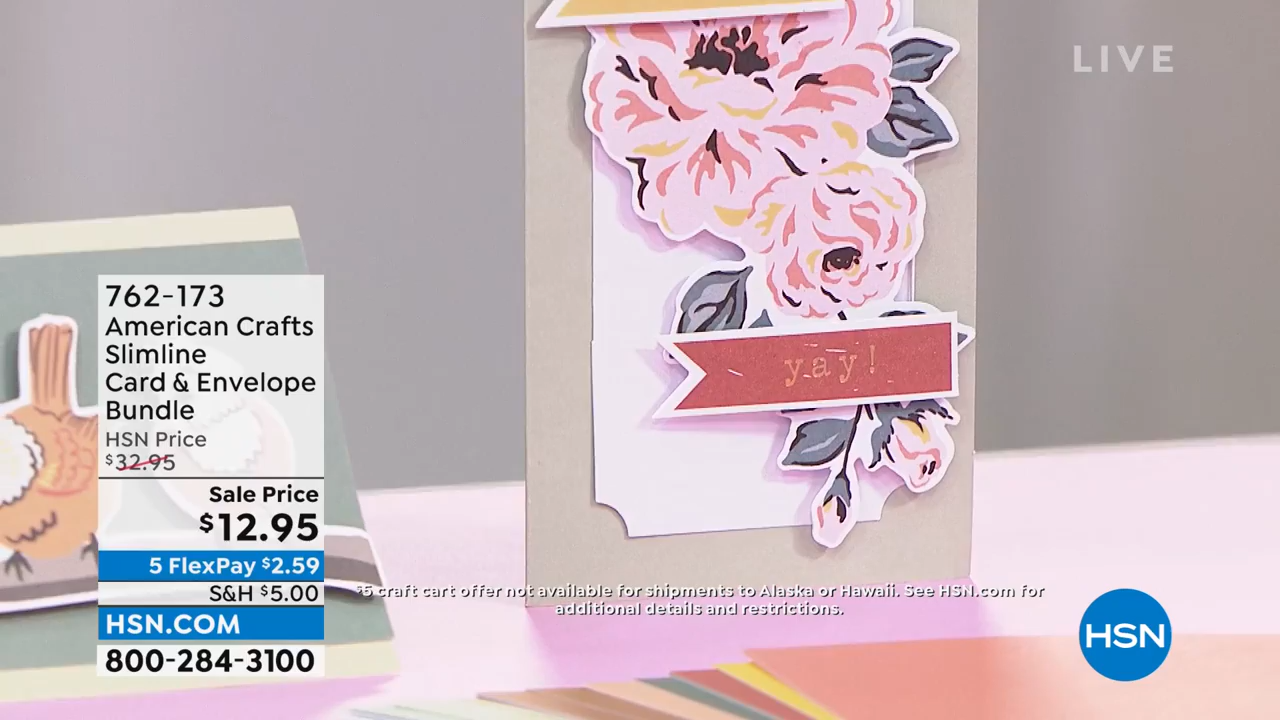 LIVE
762-173
American Crafts
Slimline
Card & Envelope
Bundle
HSN Price
$32.95
Sale Price
$12.95
5 FlexPay $2.59
S&H $5.00
HSN.COM
800-284-3100
yay!
*$5 craft cart offer not available for shipments to Alaska or Hawaii. See HSN.com for
additional details and restrictions.
HSN